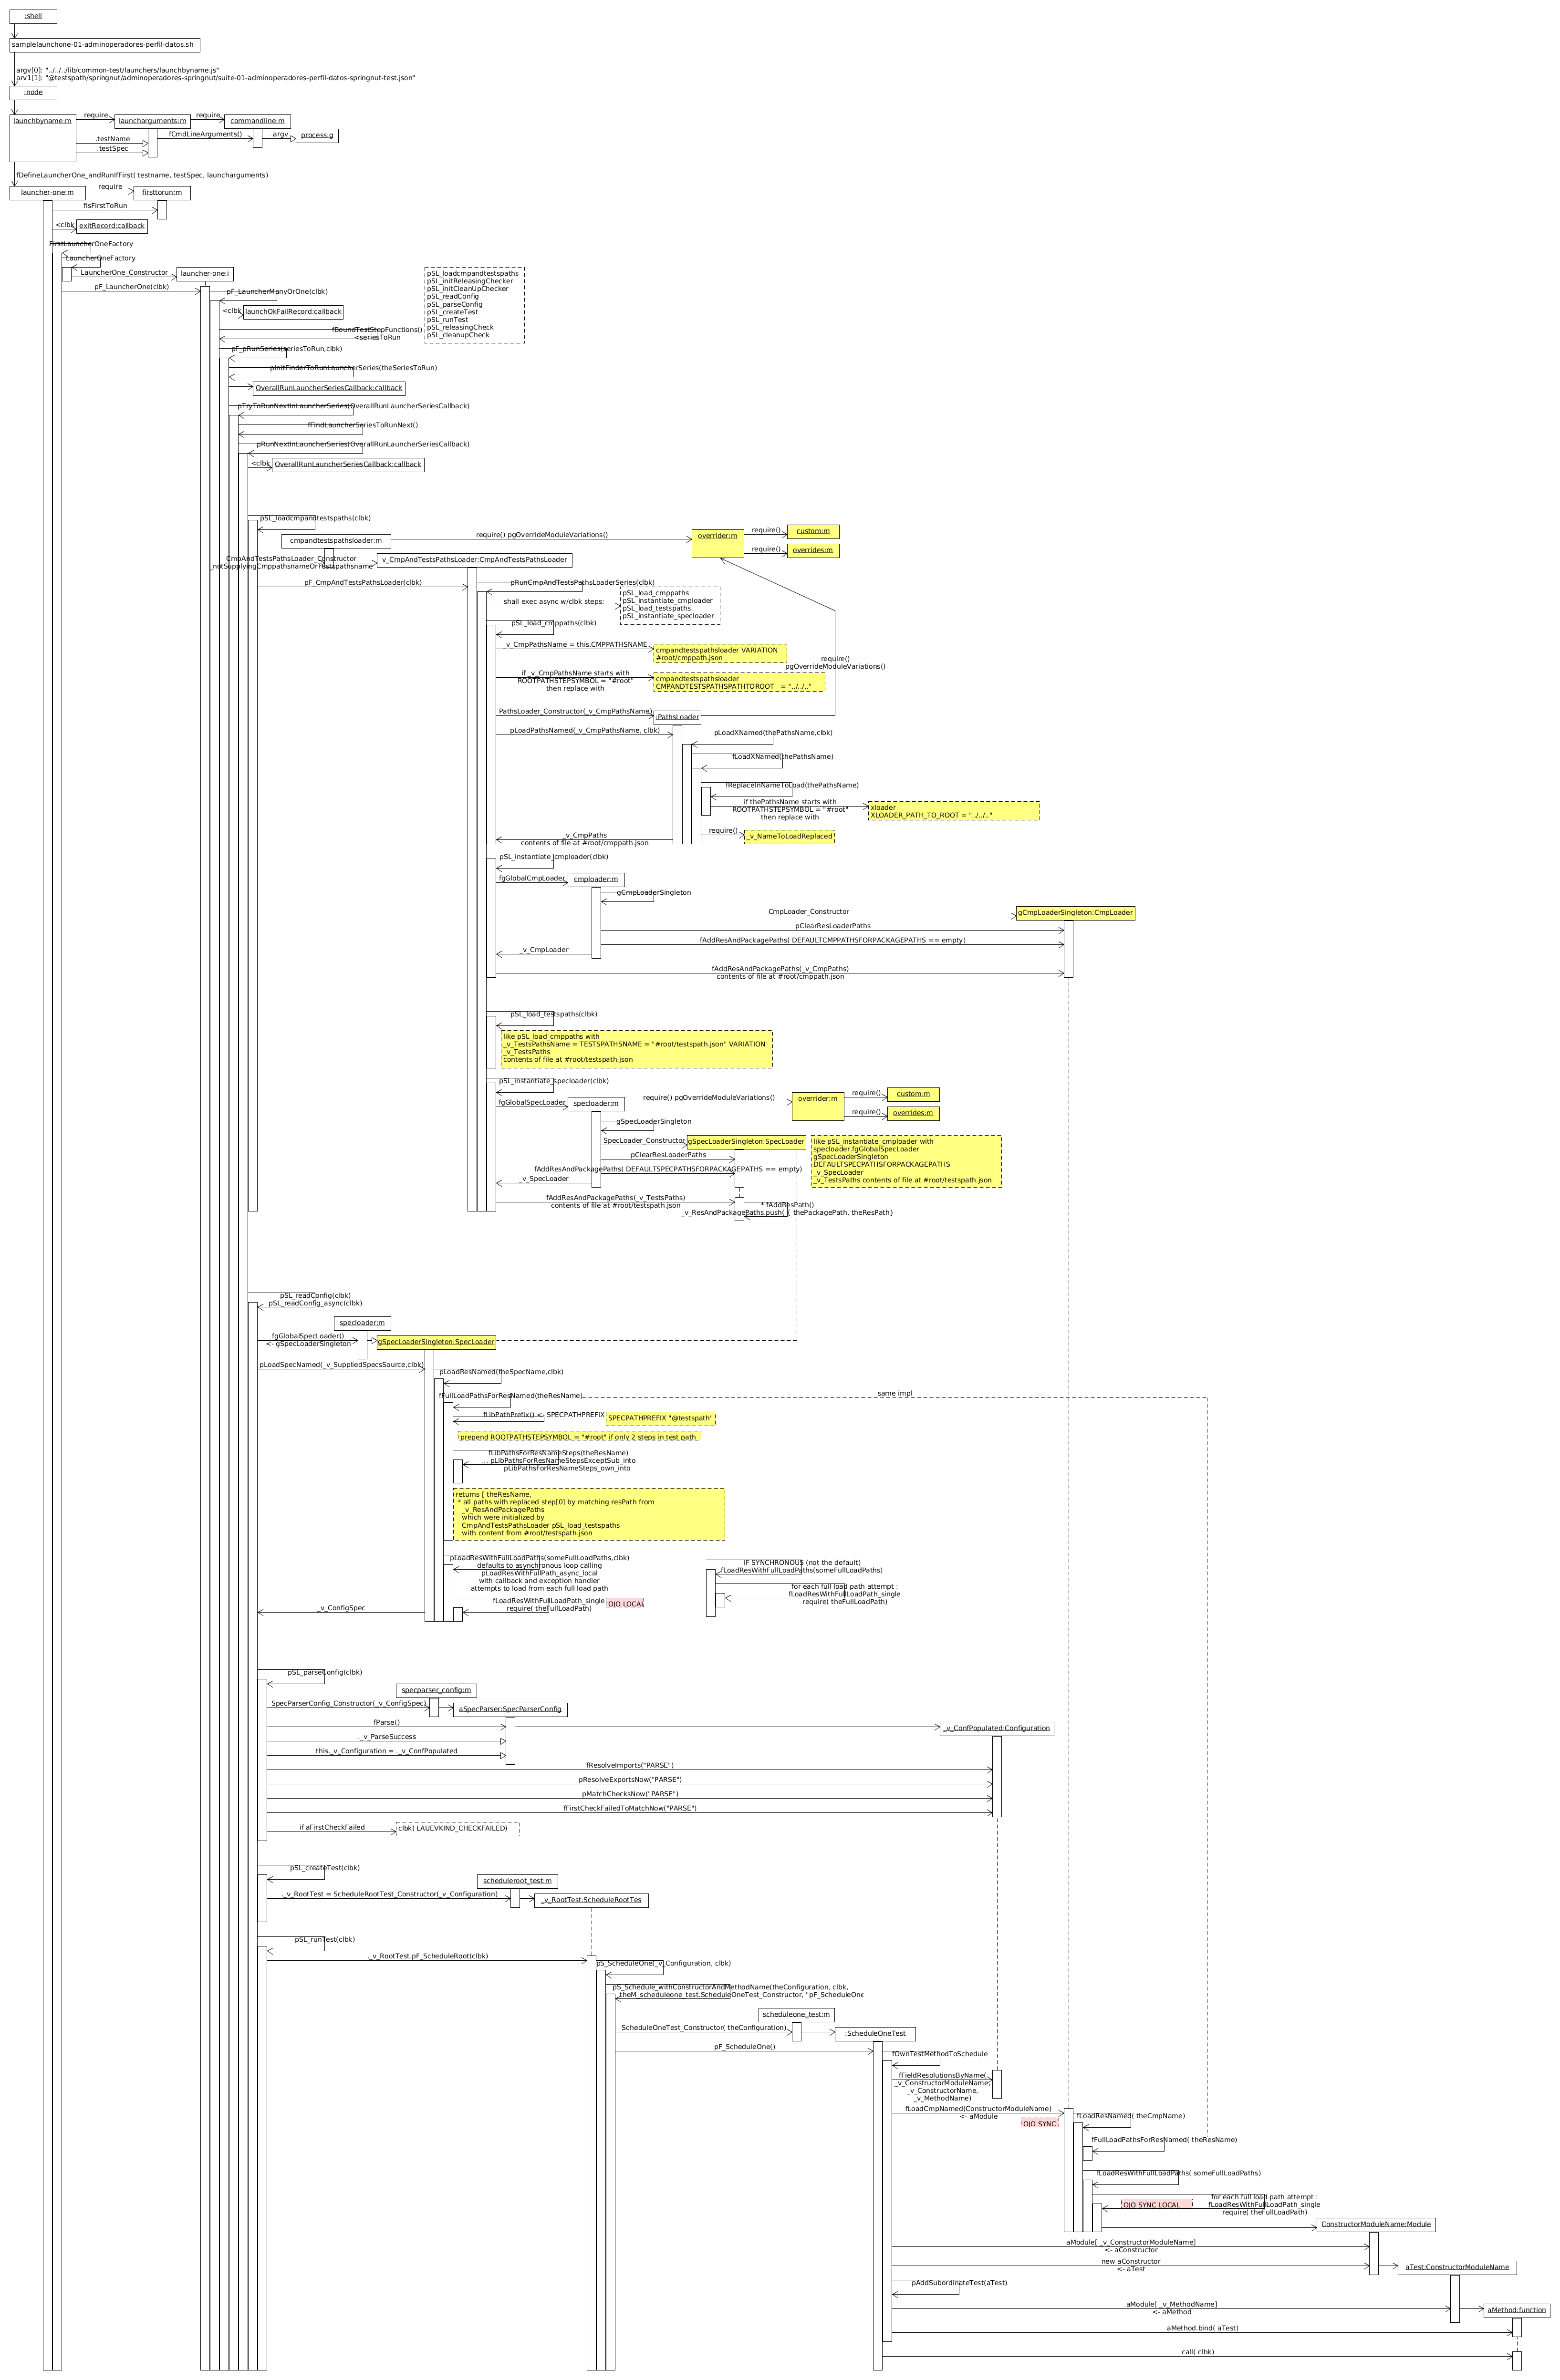 :shell
samplelaunchone-01-adminoperadores-perfil-datos.sh
argv[0]: "../../../lib/common-test/launchers/launchbyname.js"
arv1[1]: "@testspath/springnut/adminoperadores-springnut/suite-01-adminoperadores-perfil-datos-springnut-test.json"
:node
launchbyname:m
require
launcharguments:m
require
commandline:m
fCmdLineArguments()
.argv
process:g
.testName
.testSpec
fDefineLauncherOne_andRunIfFirst( testname, testSpec, launcharguments)
launcher-one:m
require
firsttorun:m
fIsFirstToRun
<clbk
exitRecord:callback
FirstLauncherOneFactory
LauncherOneFactory
LauncherOne_Constructor
launcher-one:i
pF_LauncherOne(clbk)
pF_LauncherManyOrOne(clbk)
<clbk
launchOkFailRecord:callback
pSL_loadcmpandtestspaths
pSL_initReleasingChecker
pSL_initCleanUpChecker
pSL_readConfig
pSL_parseConfig
pSL_createTest
pSL_runTest
pSL_releasingCheck
pSL_cleanupCheck
fBoundTestStepFunctions()
<seriesToRun
pF_pRunSeries(seriesToRun,clbk)
pInitFinderToRunLauncherSeries(theSeriesToRun)
OverallRunLauncherSeriesCallback:callback
pTryToRunNextInLauncherSeries(OverallRunLauncherSeriesCallback)
fFindLauncherSeriesToRunNext()
pRunNextInLauncherSeries(OverallRunLauncherSeriesCallback)
<clbk
OverallRunLauncherSeriesCallback:callback
pSL_loadcmpandtestspaths(clbk)
cmpandtestspathsloader:m
require() pgOverrideModuleVariations()
overrider:m
require()
custom:m
require()
overrides:m
CmpAndTestsPathsLoader_Constructor
_notSupplyingCmppathsnameOrTestspathsname
v_CmpAndTestsPathsLoader:CmpAndTestsPathsLoader
pF_CmpAndTestsPathsLoader(clbk)
pRunCmpAndTestsPathsLoaderSeries(clbk)
shall exec async w/clbk steps:
pSL_load_cmppaths
pSL_instantiate_cmploader
pSL_load_testspaths
pSL_instantiate_specloader
pSL_load_cmppaths(clbk)
_v_CmpPathsName = this.CMPPATHSNAME
cmpandtestspathsloader VARIATION
#root/cmppath.json
require()
pgOverrideModuleVariations()
if _v_CmpPathsName starts with
ROOTPATHSTEPSYMBOL = "#root"
then replace with
cmpandtestspathsloader
CMPANDTESTSPATHSPATHTOROOT = "../../.."
PathsLoader_Constructor(_v_CmpPathsName)
:PathsLoader
pLoadPathsNamed(_v_CmpPathsName, clbk)
pLoadXNamed(thePathsName,clbk)
fLoadXNamed(thePathsName)
fReplaceInNameToLoad(thePathsName)
if thePathsName starts with
ROOTPATHSTEPSYMBOL = "#root"
then replace with
xloader
XLOADER_PATH_TO_ROOT = "../../.."
require()
_v_NameToLoadReplaced
_v_CmpPaths
contents of file at #root/cmppath.json
pSL_instantiate_cmploader(clbk)
fgGlobalCmpLoader
cmploader:m
gCmpLoaderSingleton
CmpLoader_Constructor
gCmpLoaderSingleton:CmpLoader
pClearResLoaderPaths
fAddResAndPackagePaths( DEFAULTCMPPATHSFORPACKAGEPATHS == empty)
_v_CmpLoader
fAddResAndPackagePaths(_v_CmpPaths)
contents of file at #root/cmppath.json
pSL_load_testspaths(clbk)
like pSL_load_cmppaths with
_v_TestsPathsName = TESTSPATHSNAME = "#root/testspath.json" VARIATION
_v_TestsPaths
contents of file at #root/testspath.json
pSL_instantiate_specloader(clbk)
fgGlobalSpecLoader
specloader:m
require() pgOverrideModuleVariations()
overrider:m
require()
custom:m
require()
overrides:m
gSpecLoaderSingleton
SpecLoader_Constructor
gSpecLoaderSingleton:SpecLoader
like pSL_instantiate_cmploader with
specloader.fgGlobalSpecLoader
gSpecLoaderSingleton
DEFAULTSPECPATHSFORPACKAGEPATHS
_v_SpecLoader
_v_TestsPaths contents of file at #root/testspath.json
pClearResLoaderPaths
fAddResAndPackagePaths( DEFAULTSPECPATHSFORPACKAGEPATHS == empty)
_v_SpecLoader
fAddResAndPackagePaths(_v_TestsPaths)
contents of file at #root/testspath.json
* fAddResPath()
_v_ResAndPackagePaths.push( { thePackagePath, theResPath}
pSL_readConfig(clbk)
pSL_readConfig_async(clbk)
specloader:m
fgGlobalSpecLoader()
<- gSpecLoaderSingleton
gSpecLoaderSingleton:SpecLoader
pLoadSpecNamed(_v_SuppliedSpecsSource,clbk)
pLoadResNamed(theSpecName,clbk)
fFullLoadPathsForResNamed(theResName)
same impl
fLibPathPrefix() <- SPECPATHPREFIX
SPECPATHPREFIX "@testspath"
prepend ROOTPATHSTEPSYMBOL = "#root" if only 2 steps in test path
fLibPathsForResNameSteps(theResName)
... pLibPathsForResNameStepsExceptSub_into
pLibPathsForResNameSteps_own_into
returns [ theResName,
* all paths with replaced step[0] by matching resPath from
_v_ResAndPackagePaths
which were initialized by
CmpAndTestsPathsLoader pSL_load_testspaths
with content from #root/testspath.json
pLoadResWithFullLoadPaths(someFullLoadPaths,clbk)
defaults to asynchronous loop calling
pLoadResWithFullPath_async_local
with callback and exception handler
attempts to load from each full load path
IF SYNCHRONOUS (not the default)
fLoadResWithFullLoadPaths(someFullLoadPaths)
for each full load path attempt :
fLoadResWithFullLoadPath_single
require( theFullLoadPath)
fLoadResWithFullLoadPath_single
require( theFullLoadPath)
OJO LOCAL
_v_ConfigSpec
pSL_parseConfig(clbk)
specparser_config:m
SpecParserConfig_Constructor(_v_ConfigSpec)
aSpecParser:SpecParserConfig
fParse()
_v_ConfPopulated:Configuration
._v_ParseSuccess
this._v_Configuration = ._v_ConfPopulated
fResolveImports("PARSE")
pResolveExportsNow("PARSE")
pMatchChecksNow("PARSE")
fFirstCheckFailedToMatchNow("PARSE")
if aFirstCheckFailed
clbk( LAUEVKIND_CHECKFAILED)
pSL_createTest(clbk)
scheduleroot_test:m
._v_RootTest = ScheduleRootTest_Constructor(_v_Configuration)
_v_RootTest:ScheduleRootTes
pSL_runTest(clbk)
._v_RootTest.pF_ScheduleRoot(clbk)
pS_ScheduleOne(_v_Configuration, clbk)
pS_Schedule_withConstructorAndMethodName(theConfiguration, clbk,
theM_scheduleone_test.ScheduleOneTest_Constructor, "pF_ScheduleOne
scheduleone_test:m
ScheduleOneTest_Constructor( theConfiguration)
:ScheduleOneTest
pF_ScheduleOne()
fOwnTestMethodToSchedule
fFieldResolutionsByName(
_v_ConstructorModuleName,
_v_ConstructorName,
_v_MethodName)
fLoadCmpNamed(ConstructorModuleName)
<- aModule
OJO SYNC
fLoadResNamed( theCmpName)
fFullLoadPathsForResNamed( theResName)
fLoadResWithFullLoadPaths( someFullLoadPaths)
OJO SYNC LOCAL
for each full load path attempt :
fLoadResWithFullLoadPath_single
require( theFullLoadPath)
ConstructorModuleName:Module
aModule[ _v_ConstructorModuleName]
<- aConstructor
new aConstructor
<- aTest
aTest:ConstructorModuleName
pAddSubordinateTest(aTest)
aModule[ _v_MethodName]
<- aMethod
aMethod:function
aMethod.bind( aTest)
call( clbk)